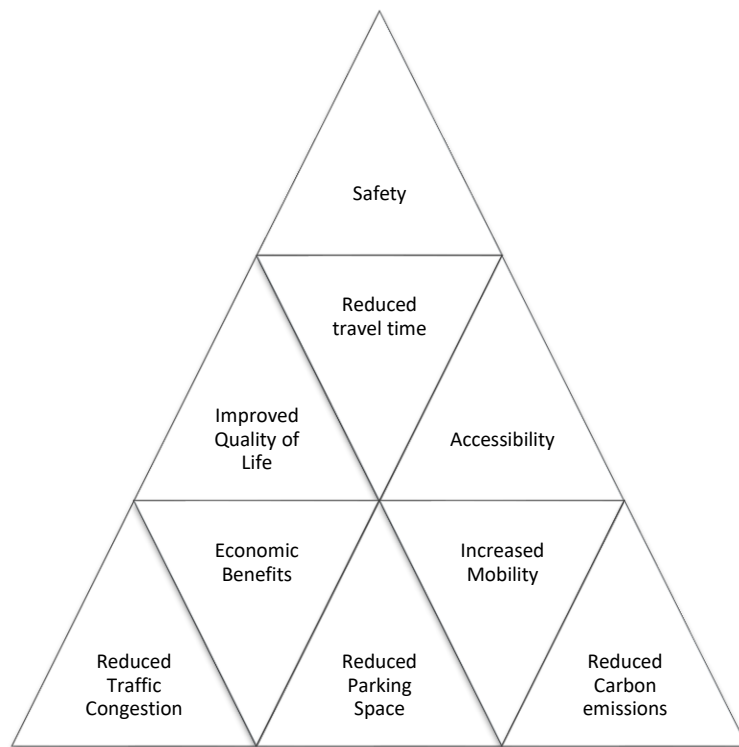 Safety
Reduced
travel time
Improved
Quality of
Life
Accessibility
Economic
Benefits
Increased
Mobility
Reduced
Traffic
Congestion
Reduced
Parking
Space
Reduced
Carbon
emissions